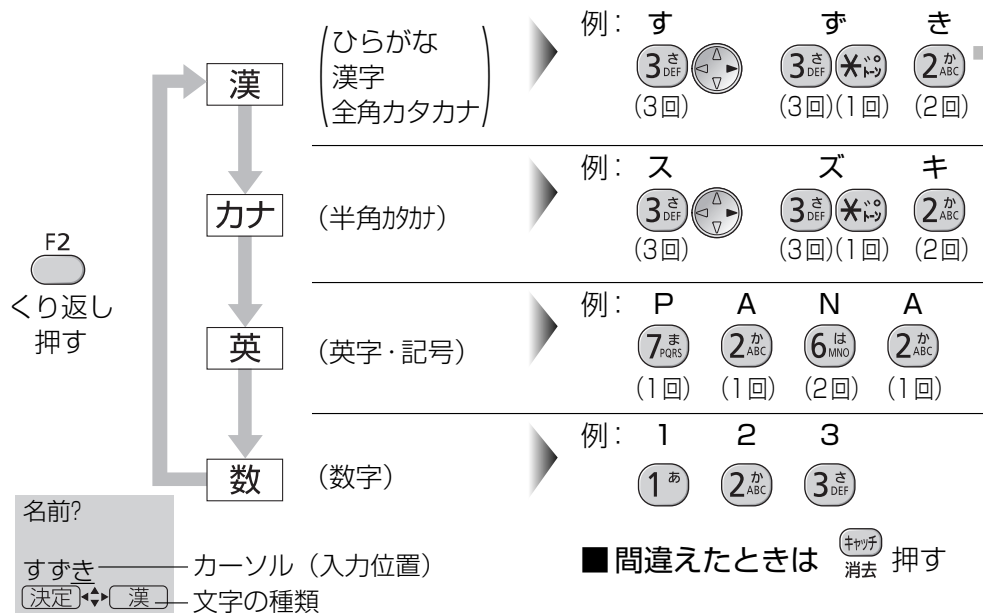 例: す ず き
3さDEF 3さDEF ＊゛゜トーン 2かABC
(3回) (3回)(1回) (2回)
漢
(ひらがな
漢字
全角カタカナ)
例: ス ズ キ
3さDEF 3さDEF ＊゛゜トーン 2かABC
(3回) (3回)(1回) (2回)
カナ
(半角ｶﾀｶﾅ)
F2
くり返し
押す
例: P A N A
7まPQRS 2かABC 6はMNO 2かABC
(1回) (1回) (2回) (1回)
英
(英字・記号)
例: 1 2 3
1あ 2かABC 3さDEF
数
(数字)
名前?
すずき
決定 漢
カーソル（入力位置）
文字の種類
■間違えたときは ｷｬｯﾁ 消去 押す